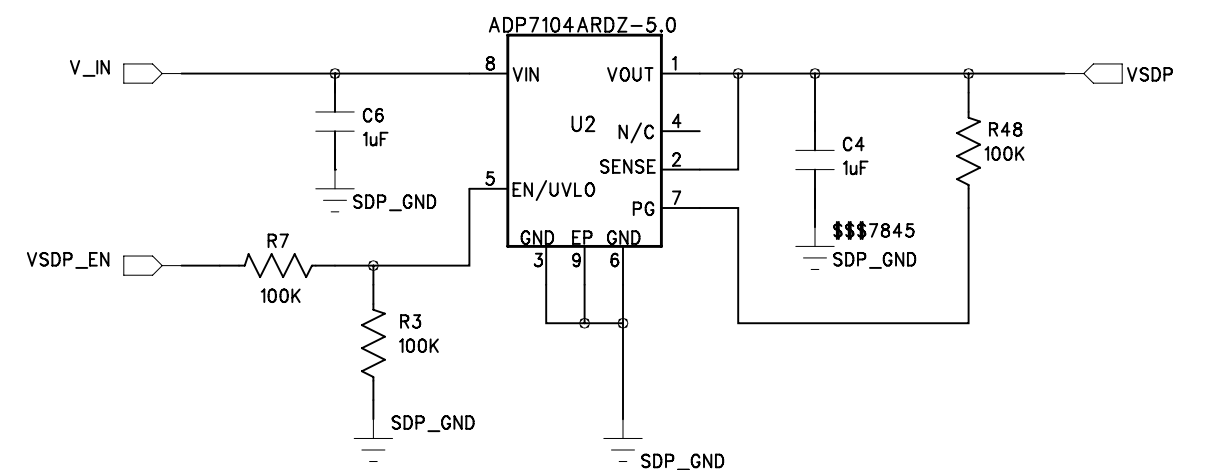 ADP7104ARDZ-5.0
V_IN
8
VIN
VOUT
1
VSDP
C6
1uF
U2
N/C
4
SENSE
2
C4
1uF
R48
100K
5
EN/UVLO
SDP_GND
PG
7
$$$7845
SDP_GND
GND
EP
GND
3
9
6
VSDP_EN
R7
100K
R3
100K
SDP_GND
SDP_GND